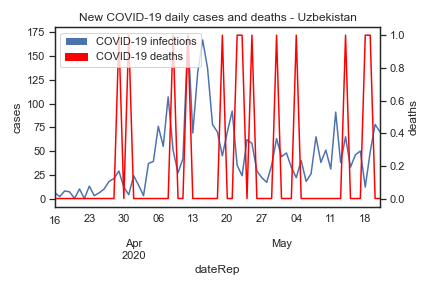 New COVID-19 daily cases and deaths - Uzbekistan
COVID-19 infections
COVID-19 deaths
cases
175
150
125
100
75
50
25
0
deaths
1.0
0.8
0.6
0.4
0.2
0.0
16 23 30 06 13 20 27 04 11 18
Apr May
2020
dateRep